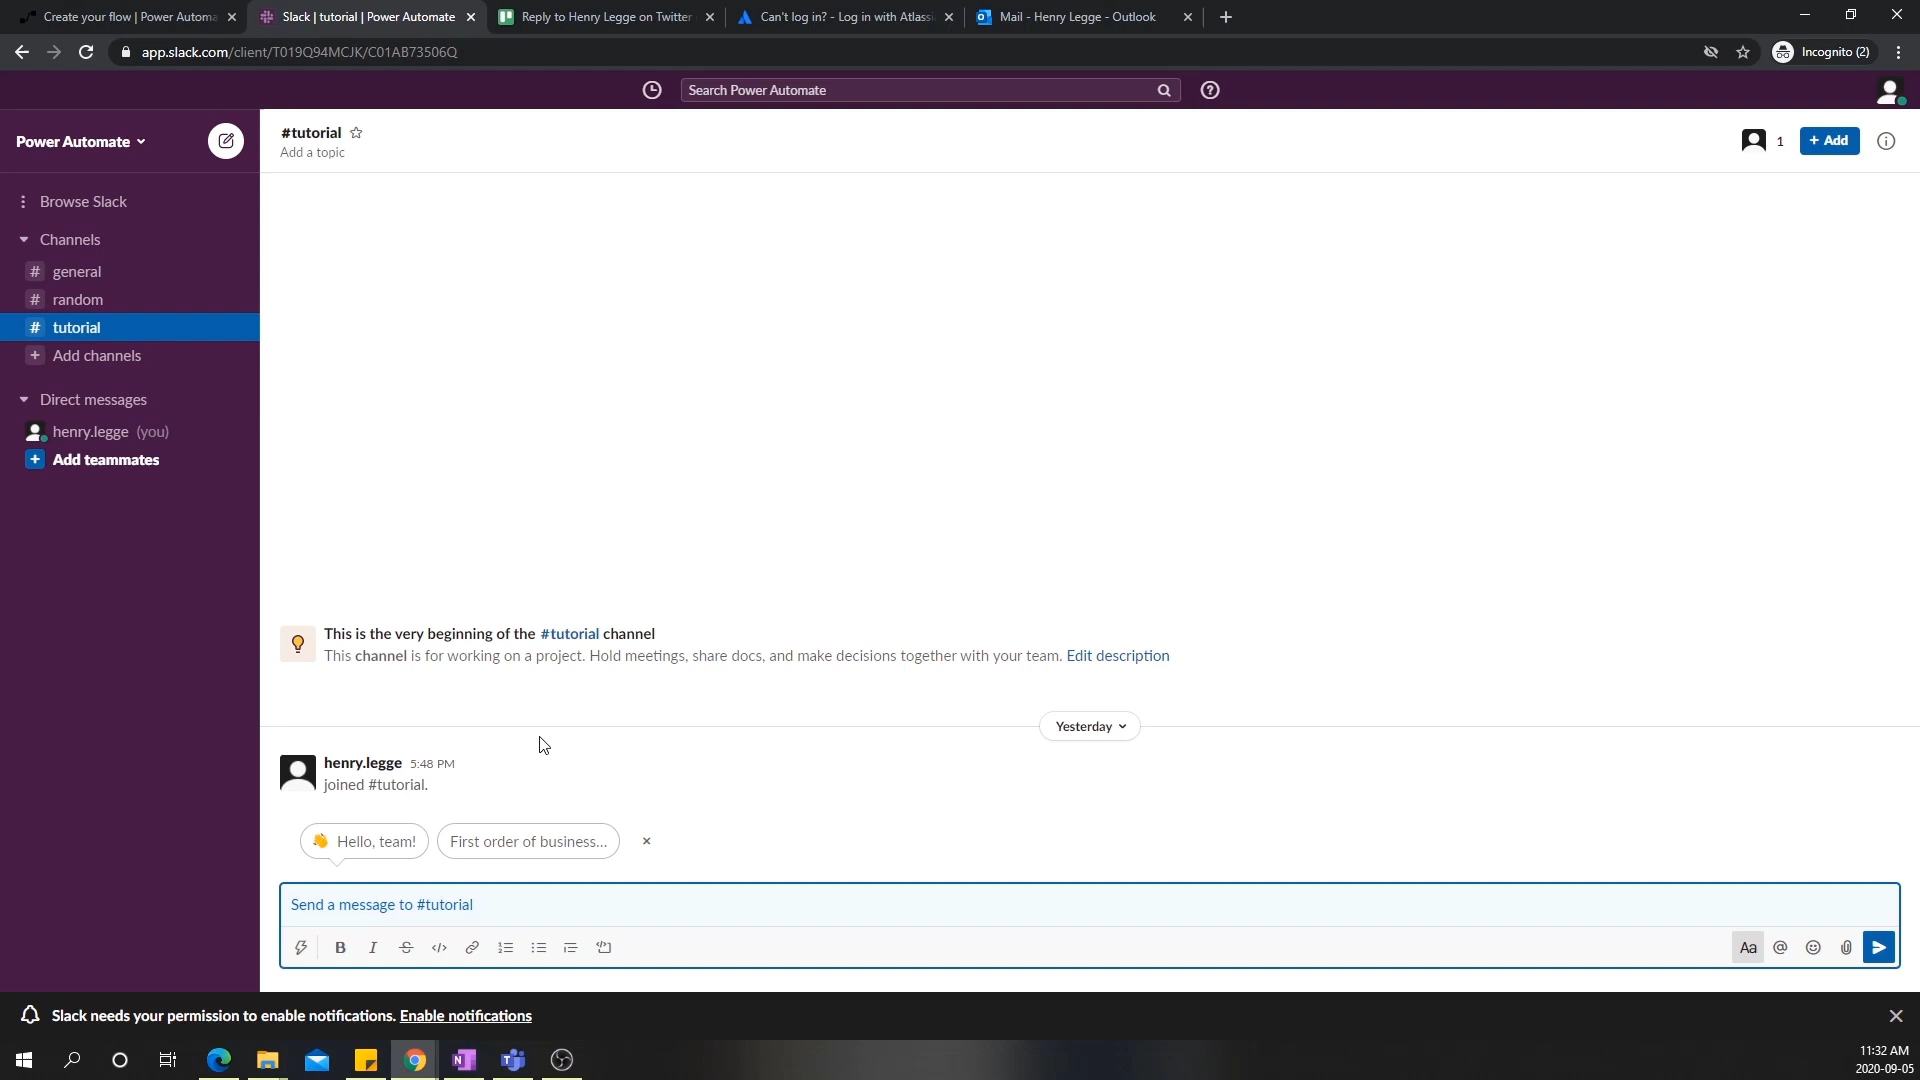 Create your flow | Power Automa
Slack | tutorial | Power Automate
Reply to Henry Legge on Twitter
Can't log in? - Log in with Atlassi
Mail - Henry Legge - Outlook
app.slack.com/client/T019Q94MCJK/C01AB73506Q
Incognito (2)
Search Power Automate
Power Automate
#tutorial
Add a topic
1
+ Add
Browse Slack
Channels
# general
# random
# tutorial
+ Add channels
Direct messages
henry.legge (you)
+ Add teammates
This is the very beginning of the #tutorial channel
This channel is for working on a project. Hold meetings, share docs, and make decisions together with your team. Edit description
Yesterday
henry.legge 5:48 PM
joined #tutorial.
Hello, team!
First order of business...
Send a message to #tutorial
B I S
Aa @
Slack needs your permission to enable notifications. Enable notifications
11:32 AM
2020-09-05